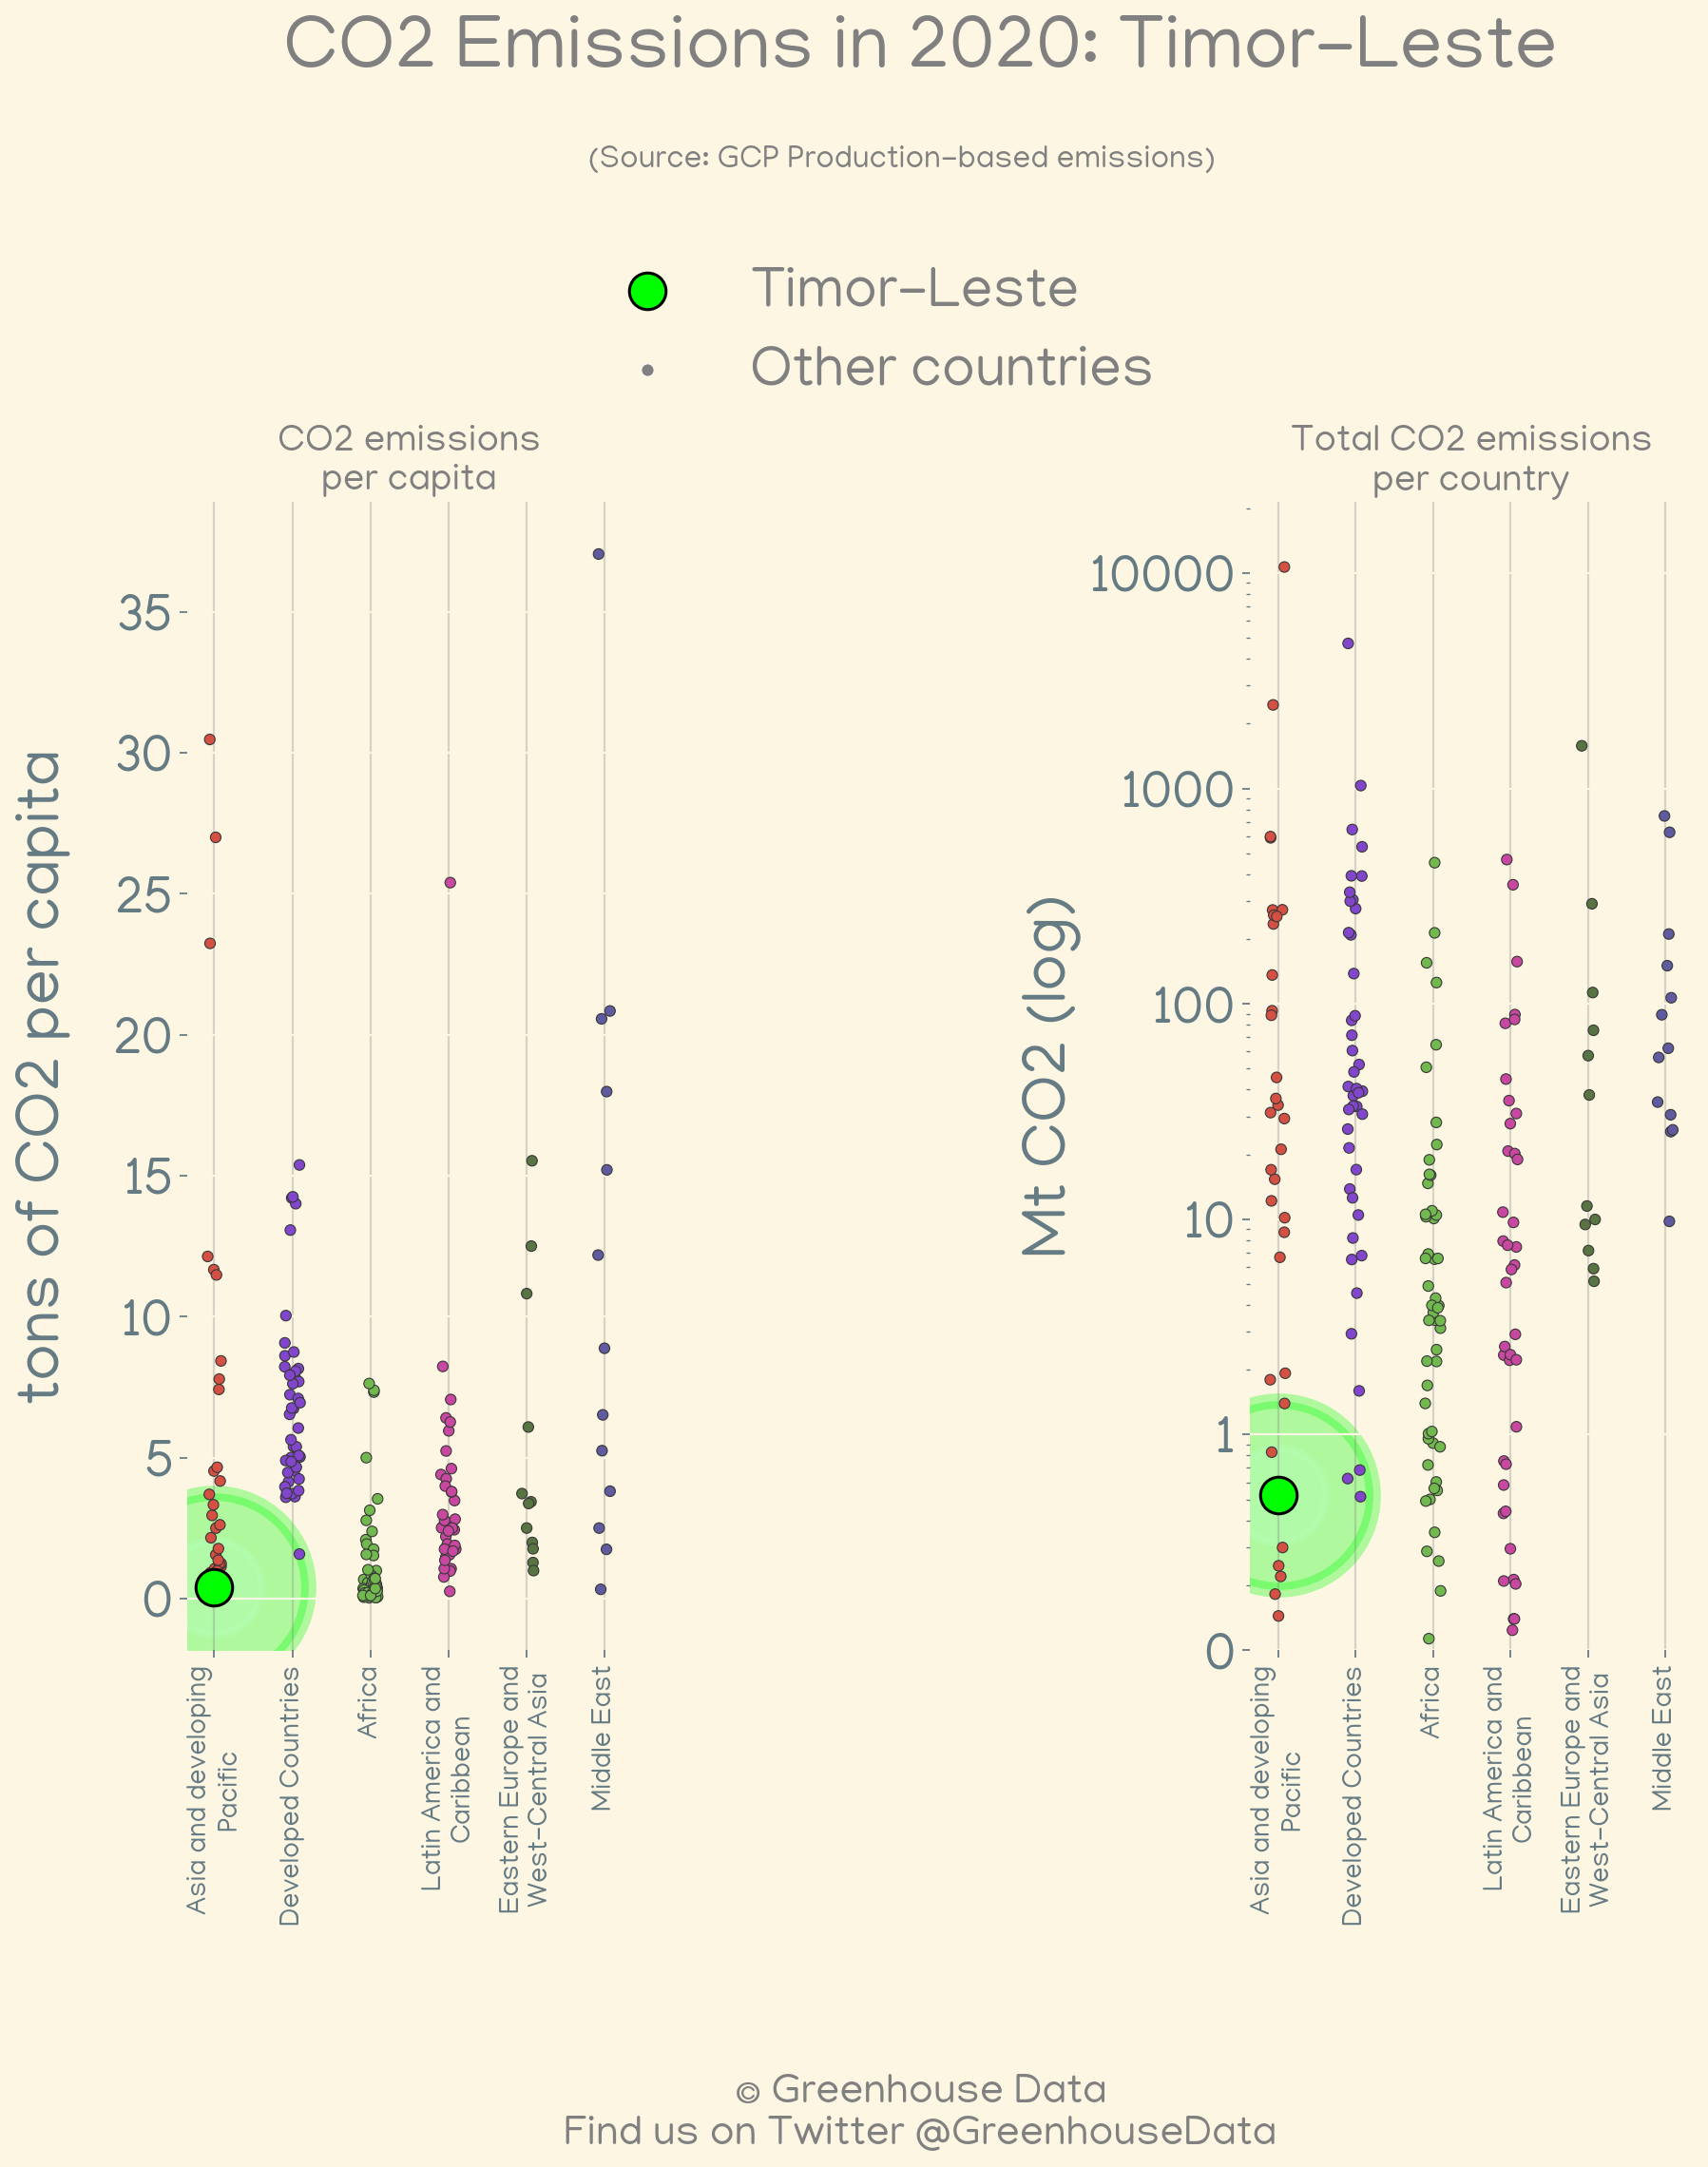 CO2 Emissions in 2020: Timor-Leste
(Source: GCP Production-based emissions)
Timor-Leste
Other countries
CO2 emissions
per capita
tons of CO2 per capita
35
30
25
20
15
10
5
0
Asia and developing
Pacific
Developed Countries
Africa
Latin America and
Caribbean
Eastern Europe and
West-Central Asia
Middle East
Total CO2 emissions
per country
Mt CO2 (log)
10000
1000
100
10
1
0
Asia and developing
Pacific
Developed Countries
Africa
Latin America and
Caribbean
Eastern Europe and
West-Central Asia
Middle East
© Greenhouse Data
Find us on Twitter @GreenhouseData